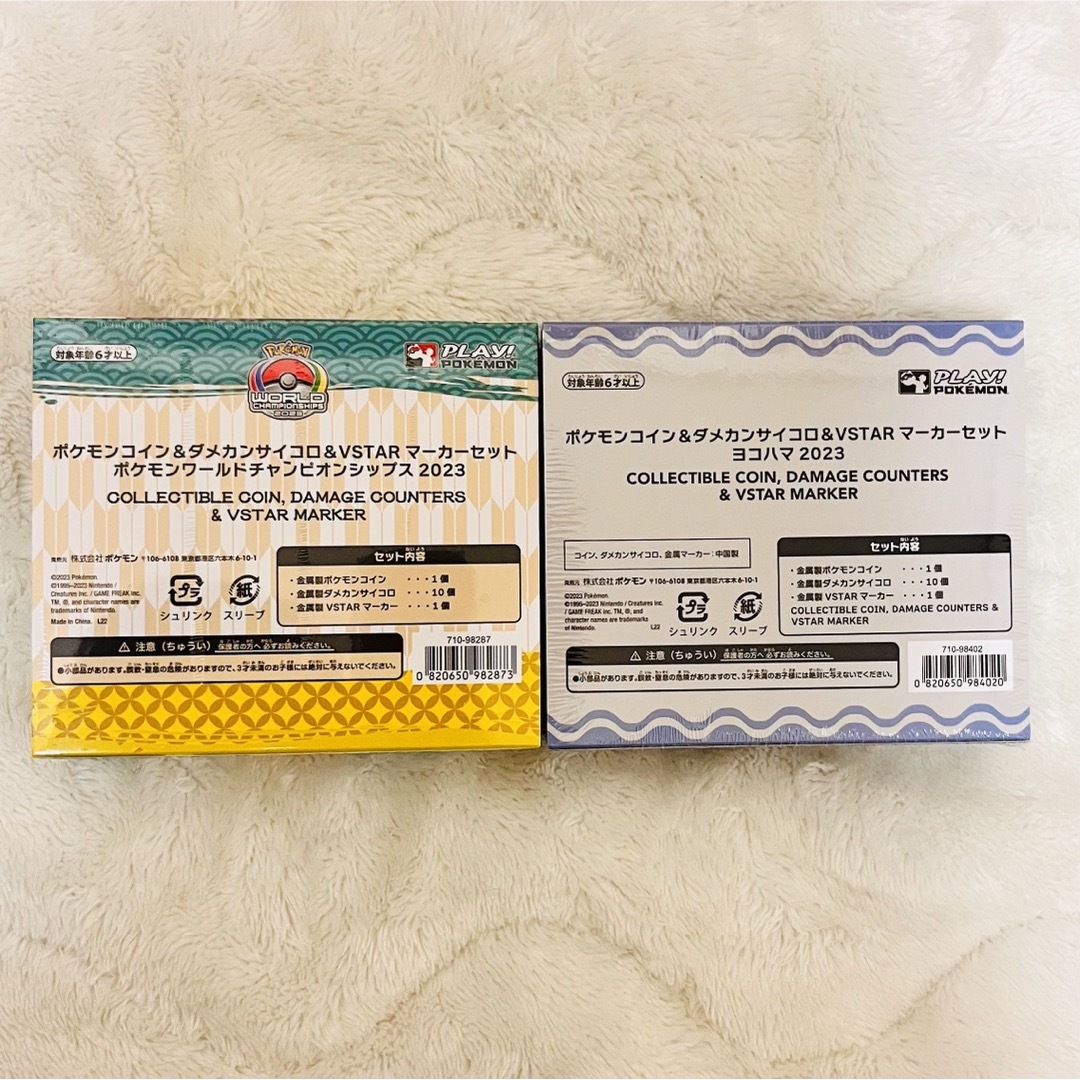 対象年齢6才以上
POKÉMON
WORLD
CHAMPIONSHIPS
2023
PLAY!
POKÉMON
ポケモンコイン&ダメカンサイコロ&VSTARマーカーセット
ポケモンワールドチャンピオンシップス 2023
COLLECTIBLE COIN, DAMAGE COUNTERS
& VSTAR MARKER
発売元 株式会社 ポケモン 〒106-6108 東京都港区六本木6-10-1
©2023 Pokémon.
©1995–2023 Nintendo /
Creatures Inc. / GAME FREAK inc.
TM, ®, and character names are
trademarks of Nintendo.
Made in China. L22
プラ
シュリンク
紙
スリーブ
セット内容
・金属製ポケモンコイン ・・・1個
・金属製ダメカンサイコロ ・・・10個
・金属製 VSTAR マーカー ・・・1個
注意(ちゅうい) 保護者の方へ 必ずお読みください。
●小部品があります。誤飲・窒息の危険がありますので、3才未満のお子様には絶対に与えないでください。
710-98287
0 820650 982873
対象年齢6才以上
PLAY!
POKÉMON
ポケモンコイン&ダメカンサイコロ&VSTAR マーカーセット
ヨコハマ 2023
COLLECTIBLE COIN, DAMAGE COUNTERS
& VSTAR MARKER
コイン、ダメカンサイコロ、金属マーカー:中国製
発売元 株式会社 ポケモン 〒106-6108 東京都港区六本木6-10-1
©2023 Pokémon.
©1995–2023 Nintendo / Creatures Inc.
/ GAME FREAK inc. TM, ®, and
character names are trademarks
of Nintendo. L22
プラ
シュリンク
紙
スリーブ
セット内容
・金属製ポケモンコイン ・・・1個
・金属製ダメカンサイコロ ・・・10個
・金属製 VSTAR マーカー ・・・1個
COLLECTIBLE COIN, DAMAGE COUNTERS &
VSTAR MARKER
注意(ちゅうい) 保護者の方へ 必ずお読みください。
●小部品があります。誤飲・窒息の危険がありますので、3才未満のお子様には絶対に与えないでください。
710-98402
0 820650 984020